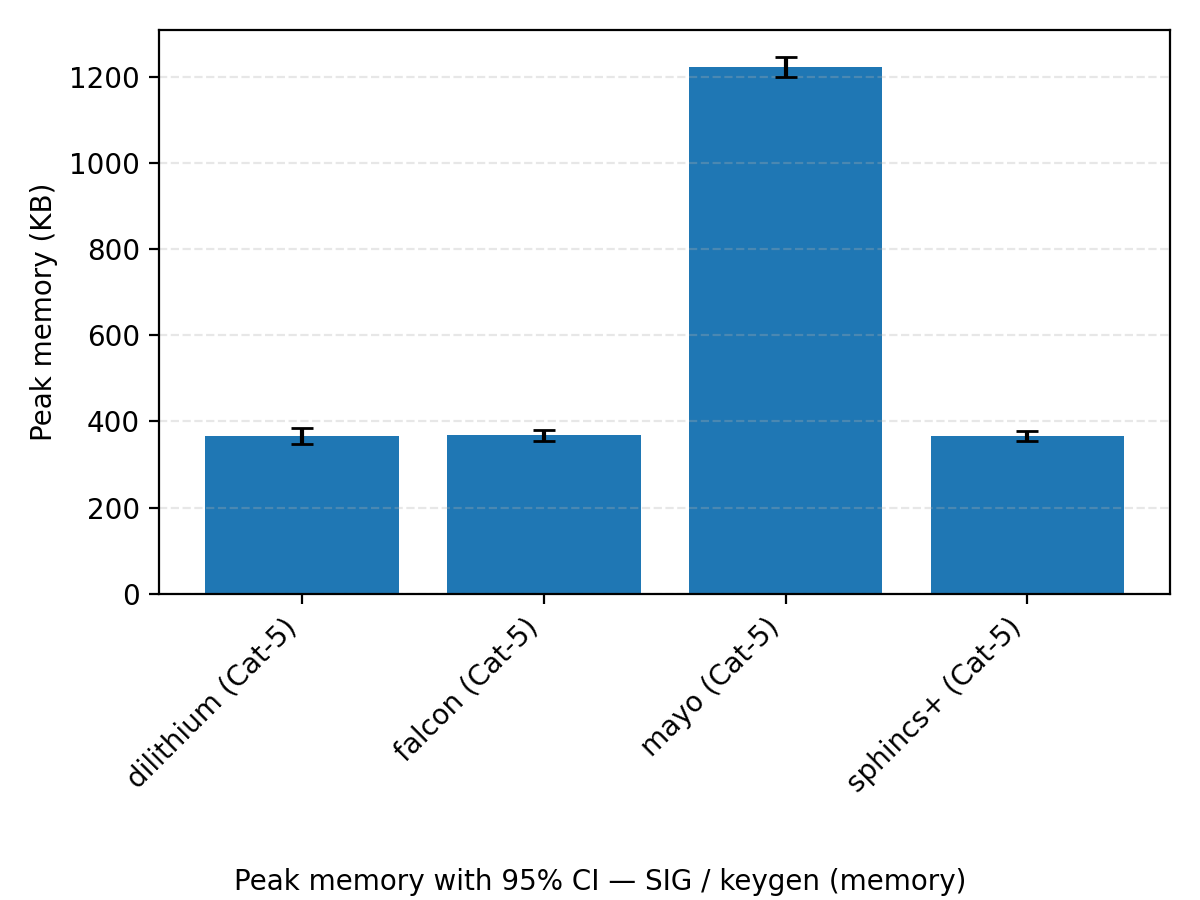 Peak memory (KB)
1200
1000
800
600
400
200
0
dilithium (Cat-5)
falcon (Cat-5)
mayo (Cat-5)
sphincs+ (Cat-5)
Peak memory with 95% CI — SIG / keygen (memory)